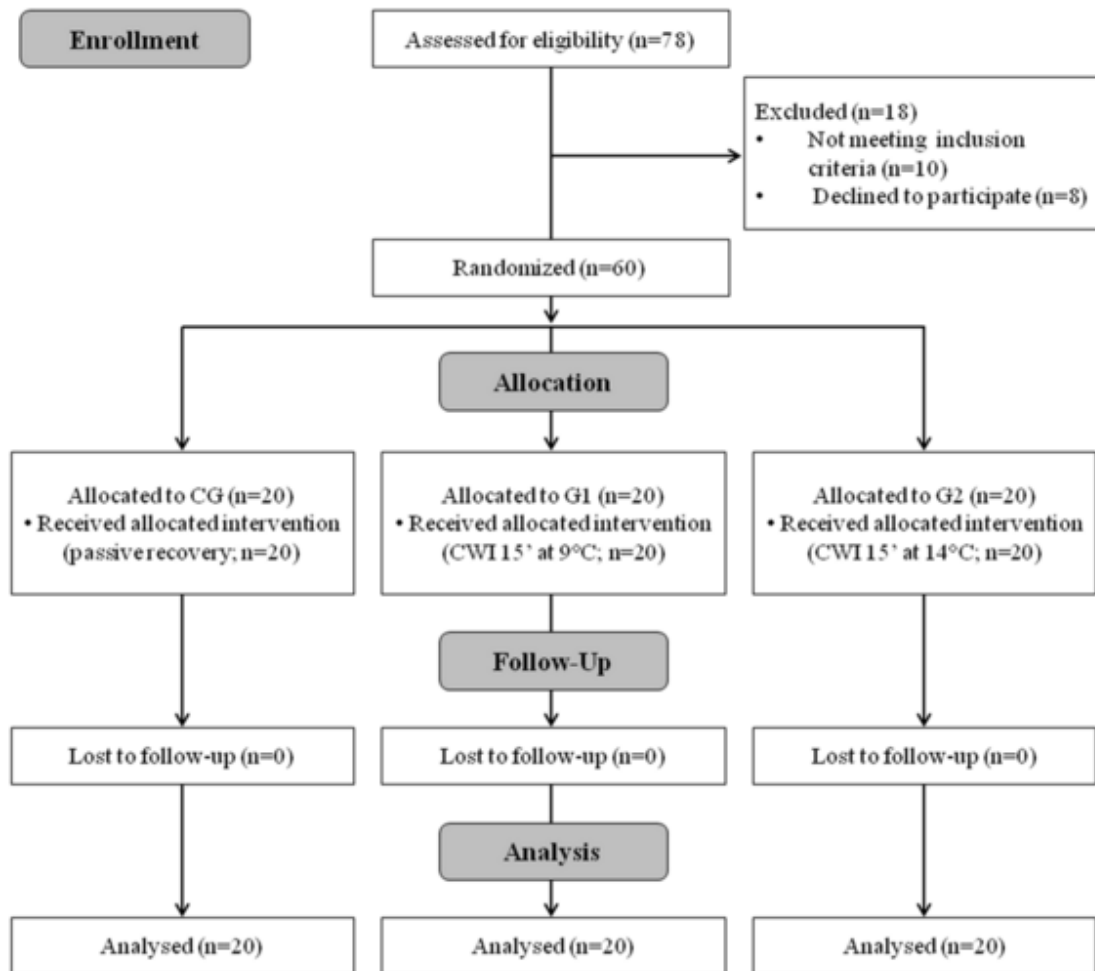 Enrollment
Assessed for eligibility (n=78)
Excluded (n=18)
• Not meeting inclusion
criteria (n=10)
• Declined to participate (n=8)
Randomized (n=60)
Allocation
Allocated to CG (n=20)
• Received allocated intervention
(passive recovery; n=20)
Allocated to G1 (n=20)
• Received allocated intervention
(CWI 15’ at 9°C; n=20)
Allocated to G2 (n=20)
• Received allocated intervention
(CWI 15’ at 14°C; n=20)
Follow-Up
Lost to follow-up (n=0)
Lost to follow-up (n=0)
Lost to follow-up (n=0)
Analysis
Analysed (n=20)
Analysed (n=20)
Analysed (n=20)